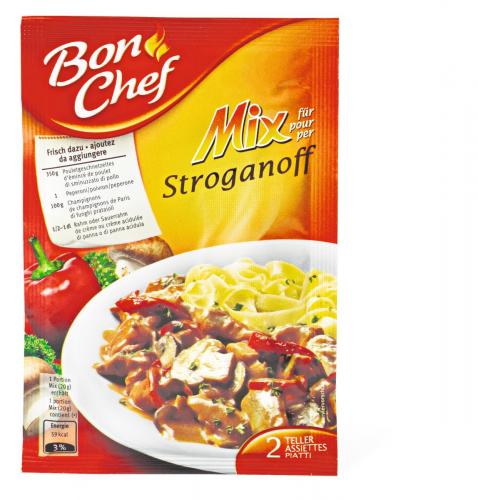 Bon
Chef
Mix für
pour
per
Stroganoff
Frisch dazu • ajoutez
da aggiungere
350g Pouletgeschnetzeltes
d'émincé de poulet
di sminuzzato di pollo
1 Peperoni/poivron/peperone
100g Champignons
de champignons de Paris
di funghi prataioli
1/2-1 dl Rahm oder Sauerrahm
de crème ou crème acidulée
di panna o di panna acidula
1 Portion
Mix (20g)
enthält
1 portion
Mix (20g)
contient (*)
Energie
59 kcal
3%
2 TELLER
ASSIETTES
PIATTI